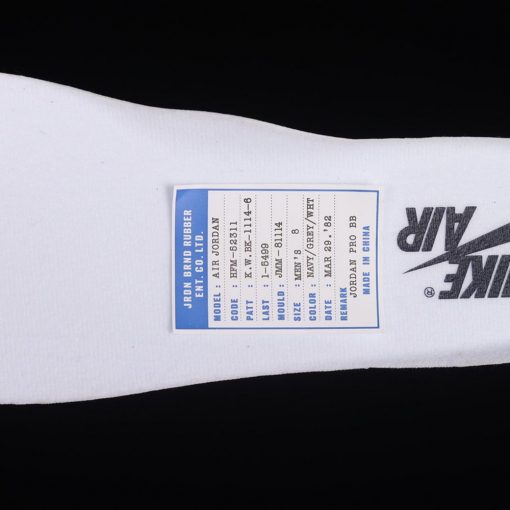 JRDN BRND RUBBER
ENT. CO. LTD.
MODEL : AIR JORDAN
CODE : HFM-52311
PATT : K.W.BK-1114-6
LAST : 1-8499
MOULD : JMM-81114
SIZE : MEN'S 8
COLOR : NAVY/GREY/WHT
DATE : MAR 29.'82
REMARK
JORDAN PRO BB
MADE IN CHINA
NIKE ®
AIR